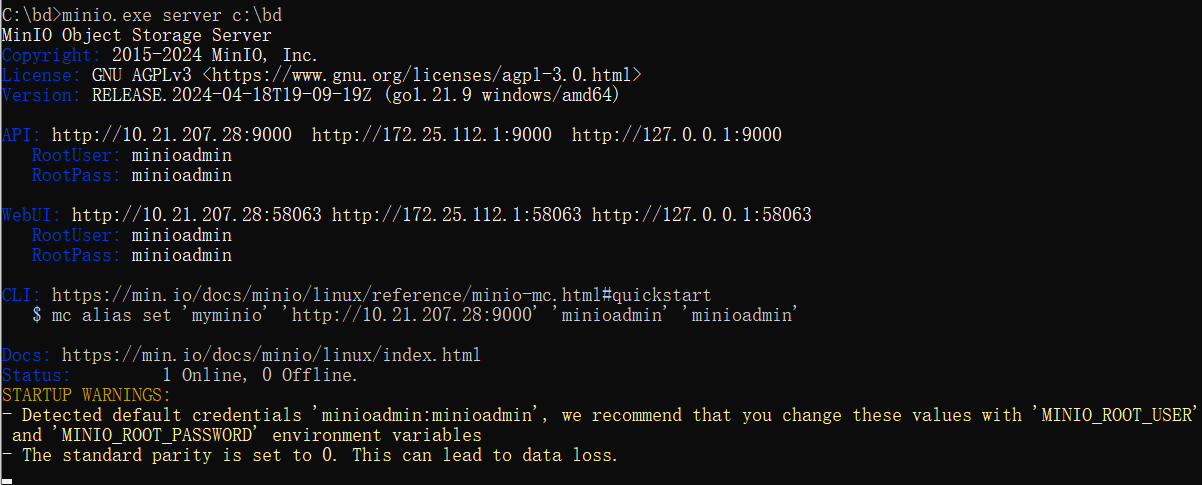 C:\bd>minio.exe server c:\bd
MinIO Object Storage Server
Copyright: 2015-2024 MinIO, Inc.
License: GNU AGPLv3 <https://www.gnu.org/licenses/agpl-3.0.html>
Version: RELEASE.2024-04-18T19-09-19Z (go1.21.9 windows/amd64)
API: http://10.21.207.28:9000  http://172.25.112.1:9000  http://127.0.0.1:9000
   RootUser: minioadmin
   RootPass: minioadmin
WebUI: http://10.21.207.28:58063 http://172.25.112.1:58063 http://127.0.0.1:58063
   RootUser: minioadmin
   RootPass: minioadmin
CLI: https://min.io/docs/minio/linux/reference/minio-mc.html#quickstart
   $ mc alias set 'myminio' 'http://10.21.207.28:9000' 'minioadmin' 'minioadmin'
Docs: https://min.io/docs/minio/linux/index.html
Status:         1 Online, 0 Offline.
STARTUP WARNINGS:
- Detected default credentials 'minioadmin:minioadmin', we recommend that you change these values with 'MINIO_ROOT_USER'
 and 'MINIO_ROOT_PASSWORD' environment variables
- The standard parity is set to 0. This can lead to data loss.